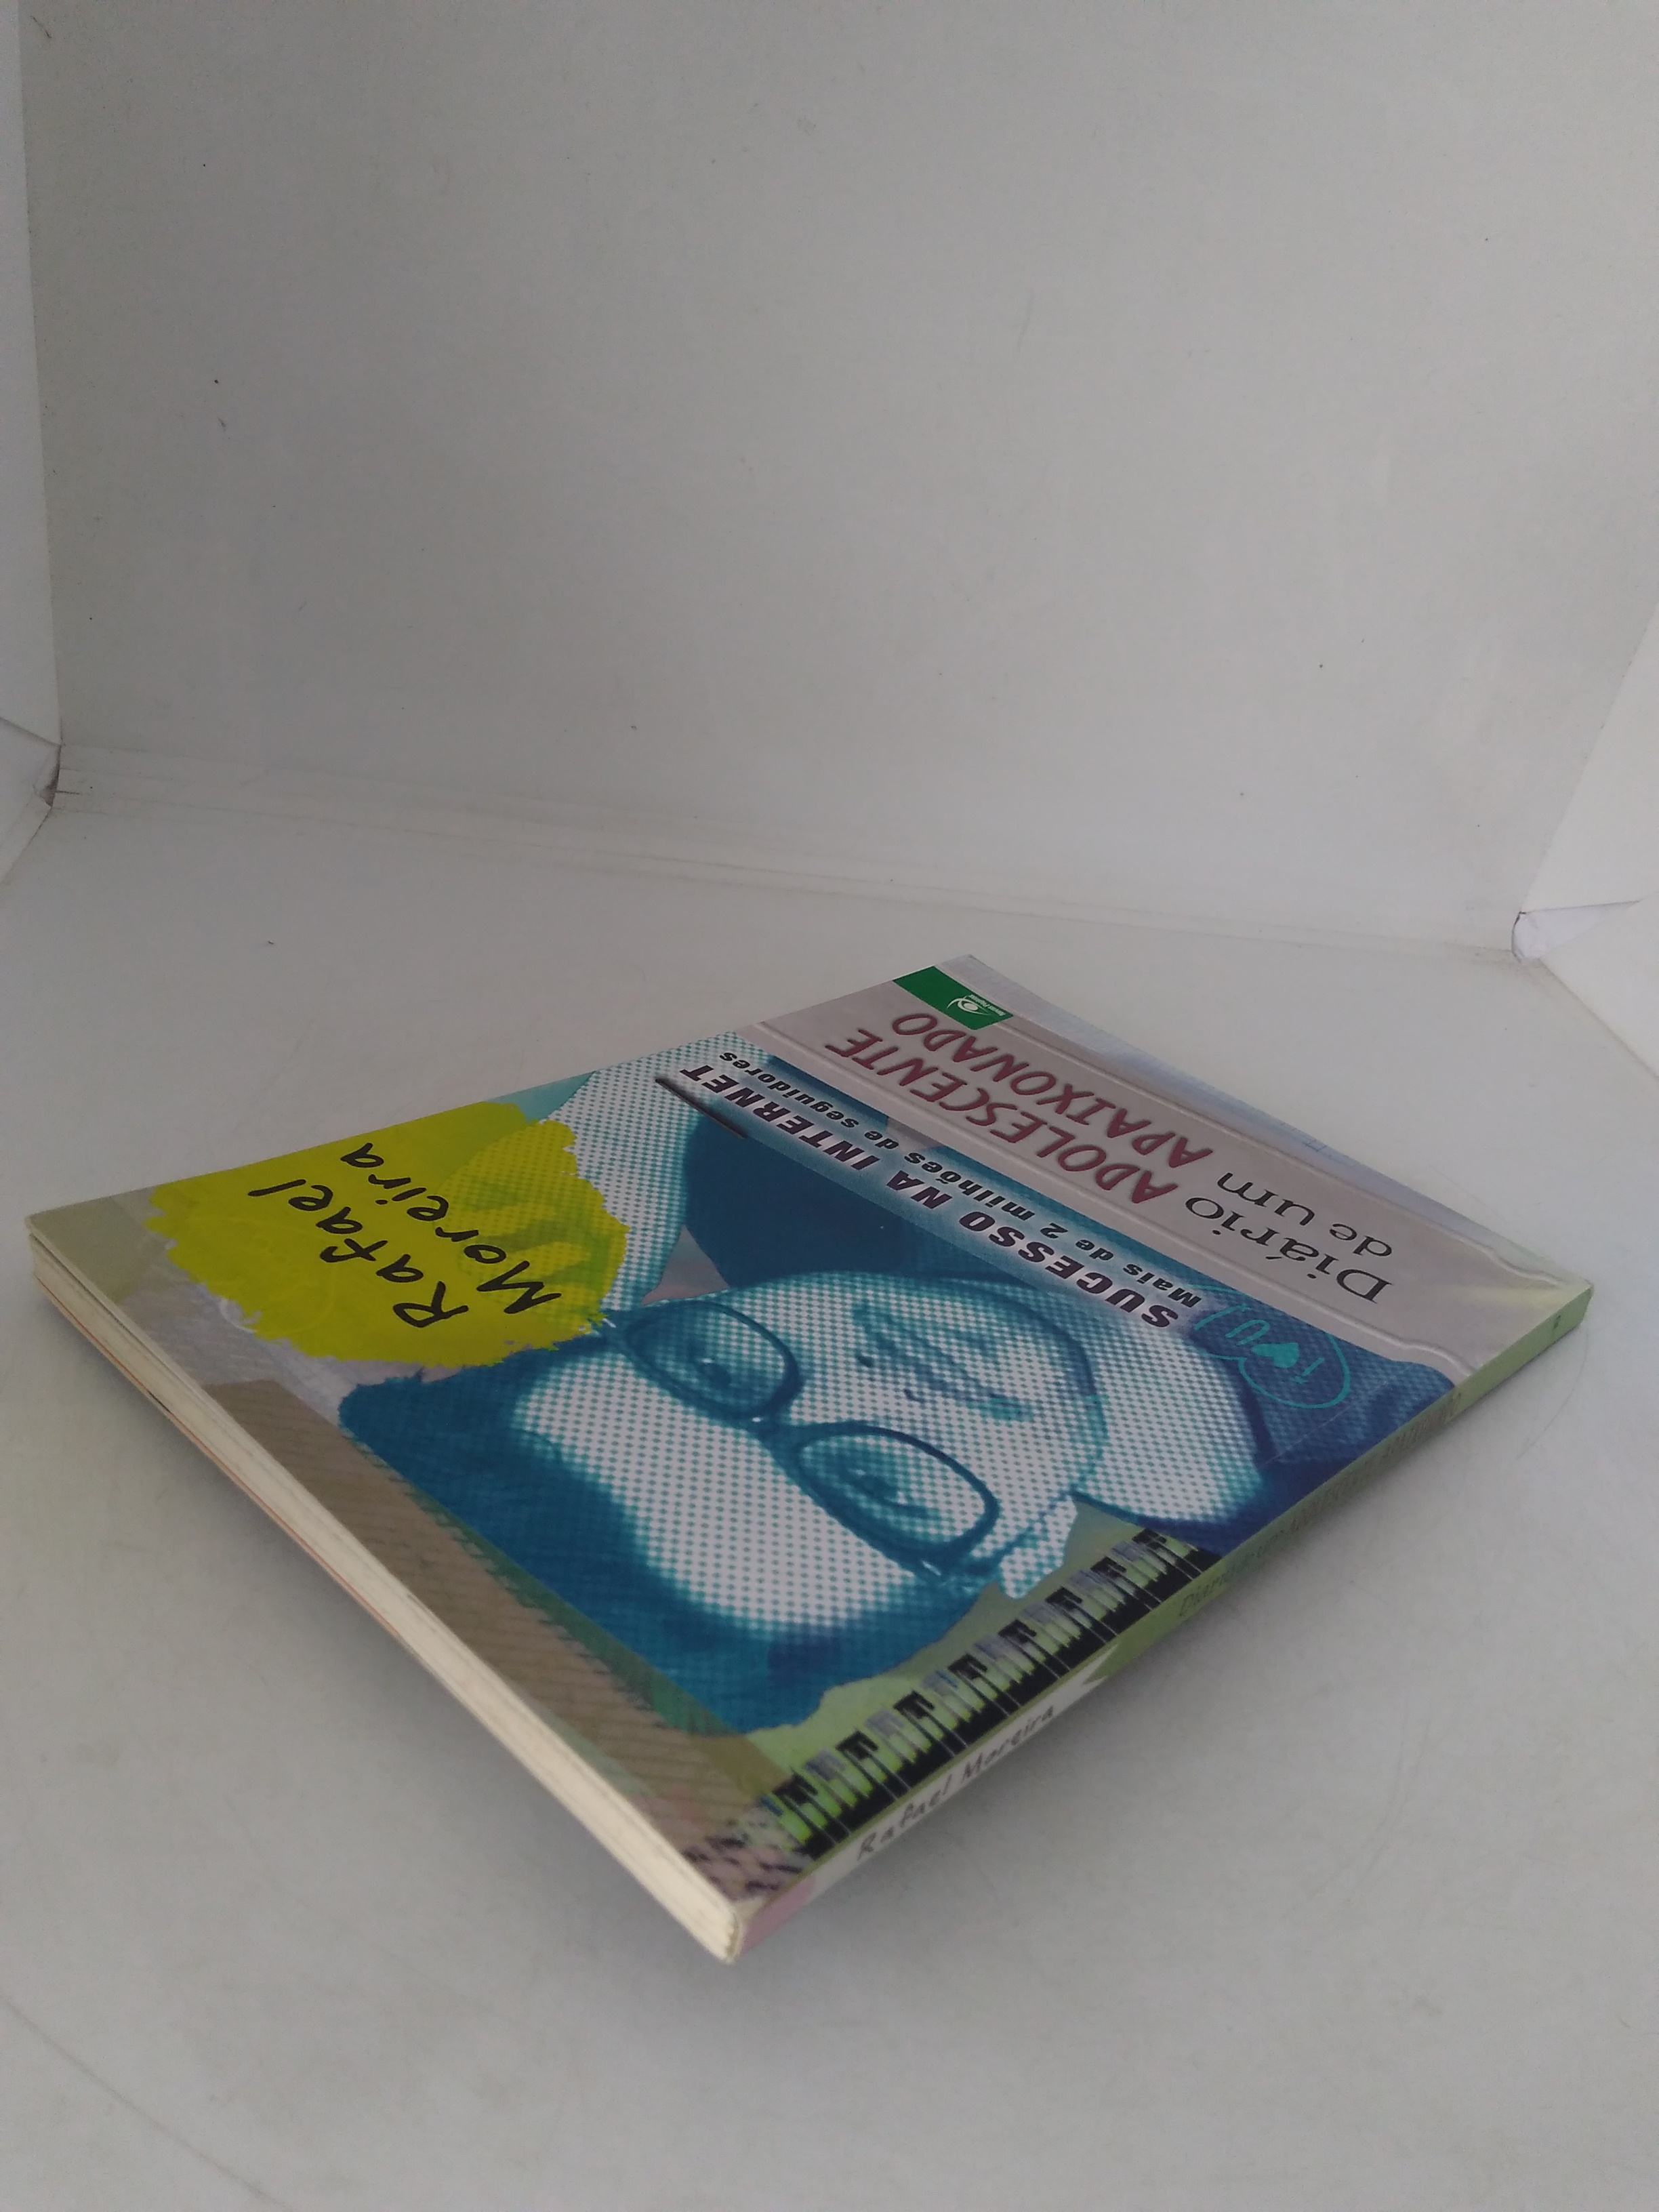 Rafael
Moreira
SUCESSO NA INTERNET
Mais de 2 milhões de seguidores
Diário ADOLESCENTE
de um APAIXONADO
i ♥ u!
Rafael Moreira